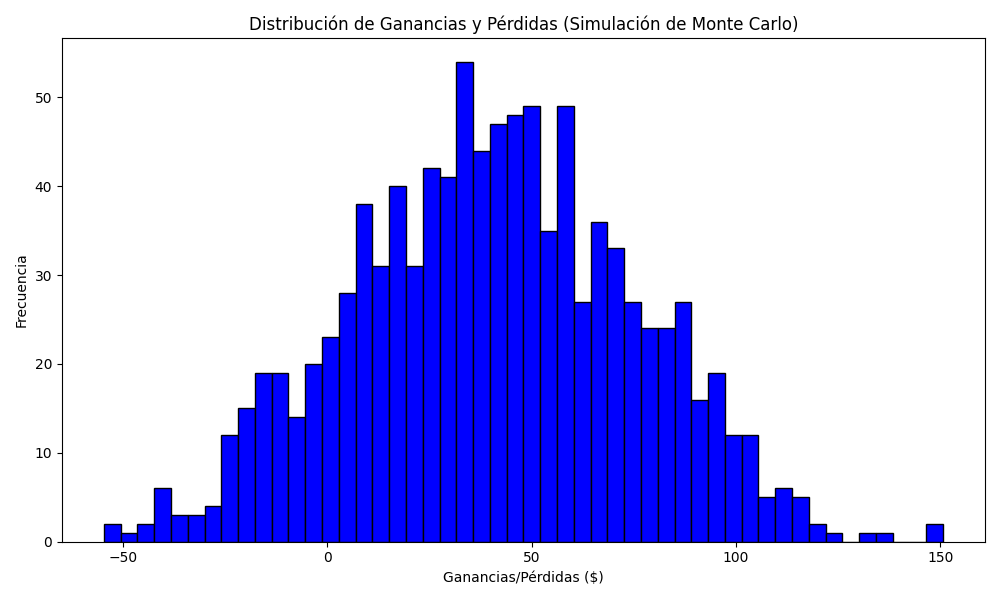 Distribución de Ganancias y Pérdidas (Simulación de Monte Carlo)
50
40
30
20
10
0
Frecuencia
−50 0 50 100 150
Ganancias/Pérdidas ($)